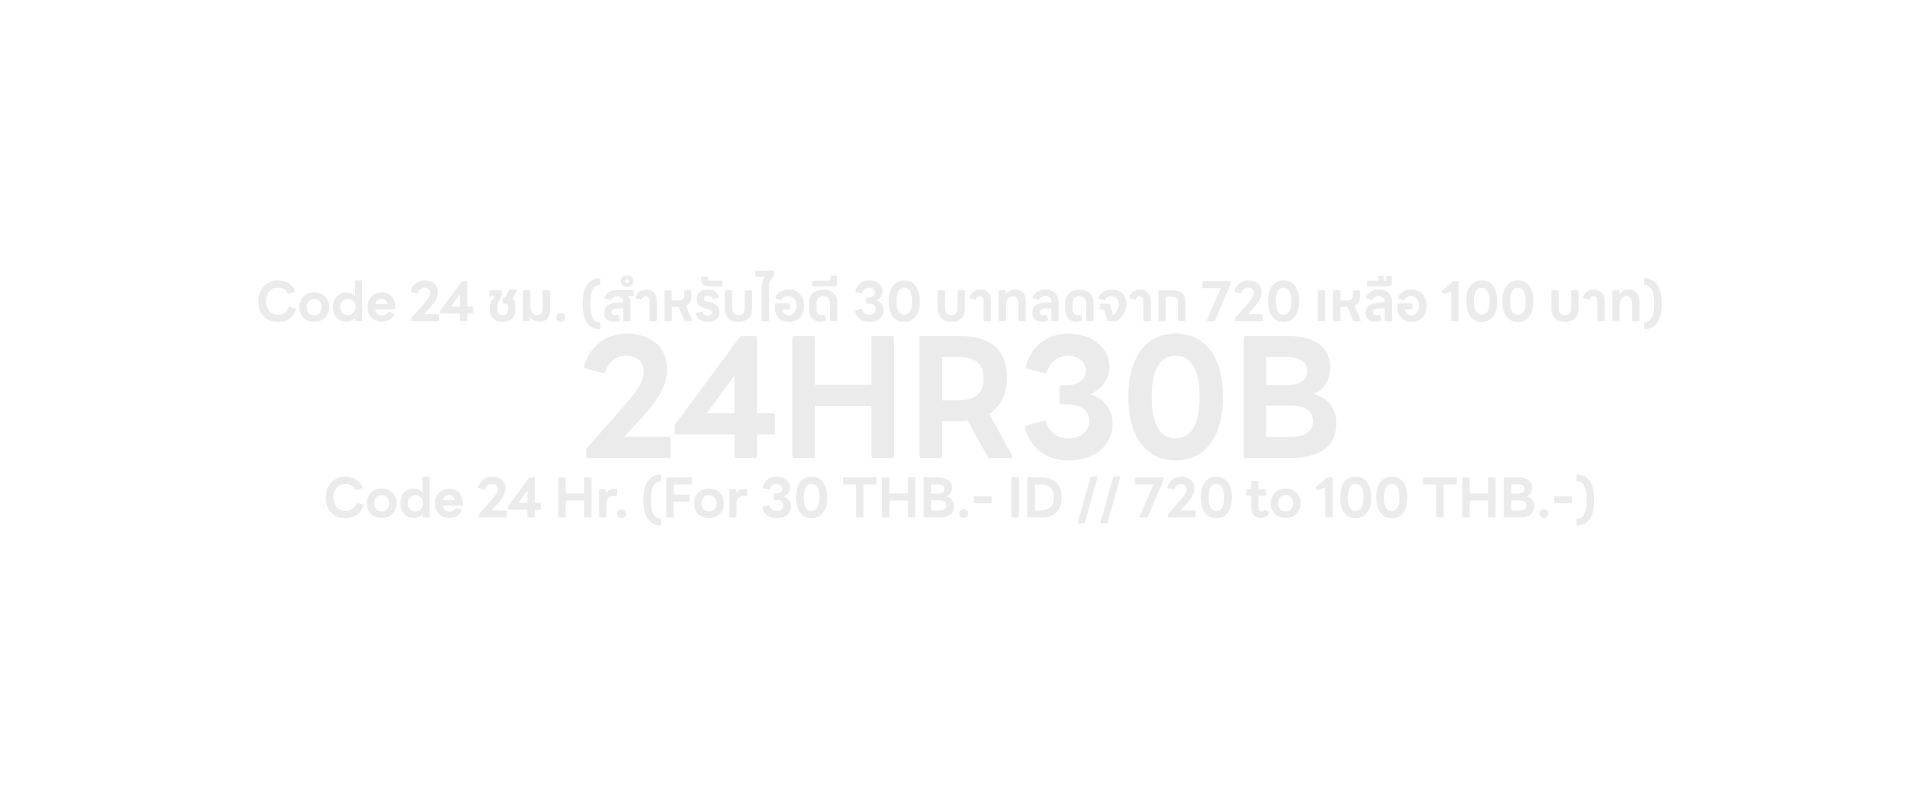 Code 24 ชม. (สำหรับไอดี 30 บาทลดจาก 720 เหลือ 100 บาท)
24HR30B
Code 24 Hr. (For 30 THB.- ID // 720 to 100 THB.-)